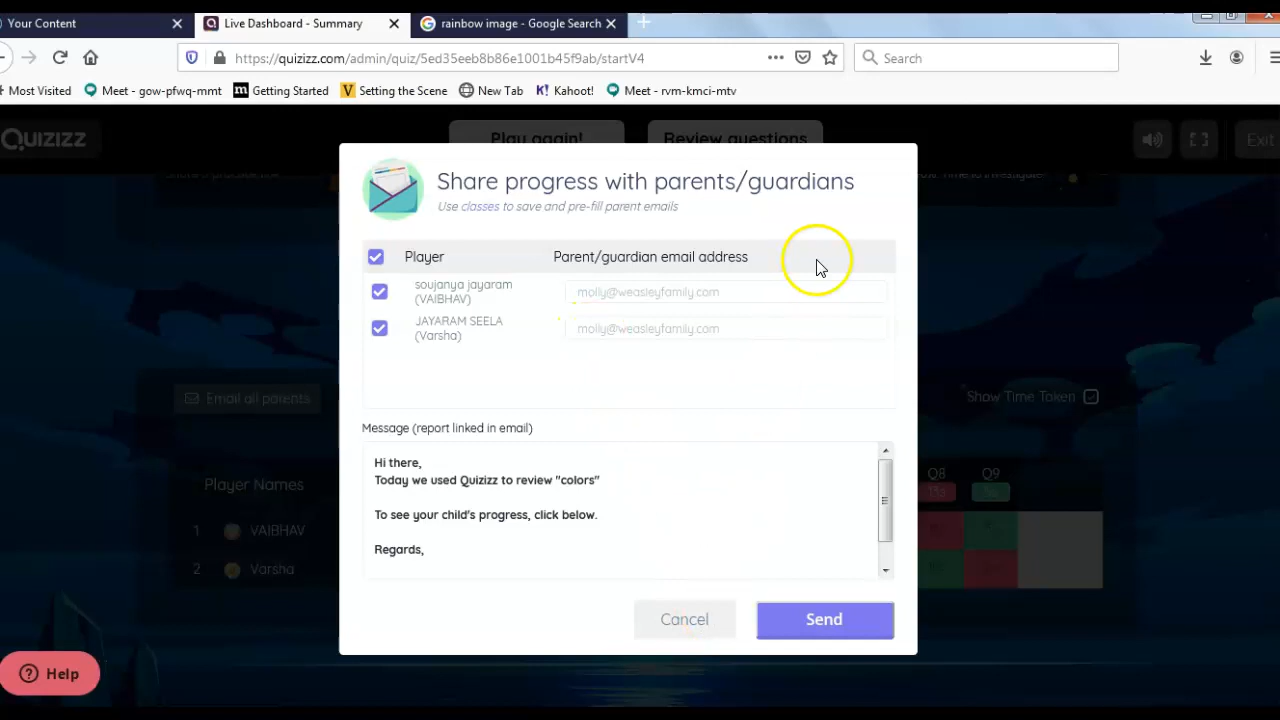 Your Content
Live Dashboard - Summary
rainbow image - Google Search
https://quizizz.com/admin/quiz/5ed35eeb8b86e1001b45f9ab/startV4
Search
Most Visited
Meet - gow-pfwq-mmt
Getting Started
Setting the Scene
New Tab
Kahoot!
Meet - rvm-kmci-mtv
Quizizz
Play again!
Review questions
Exit
Share progress with parents/guardians
Use classes to save and pre-fill parent emails
Player
Parent/guardian email address
soujanya jayaram
(VAIBHAV)
molly@weasleyfamily.com
JAYARAM SEELA
(Varsha)
molly@weasleyfamily.com
Email all parents
Show Time Taken
Message (report linked in email)
Hi there,
Today we used Quizizz to review "colors"
To see your child's progress, click below.
Regards,
Player Names
Q8
Q9
13s
1 VAIBHAV
2 Varsha
Cancel
Send
Help